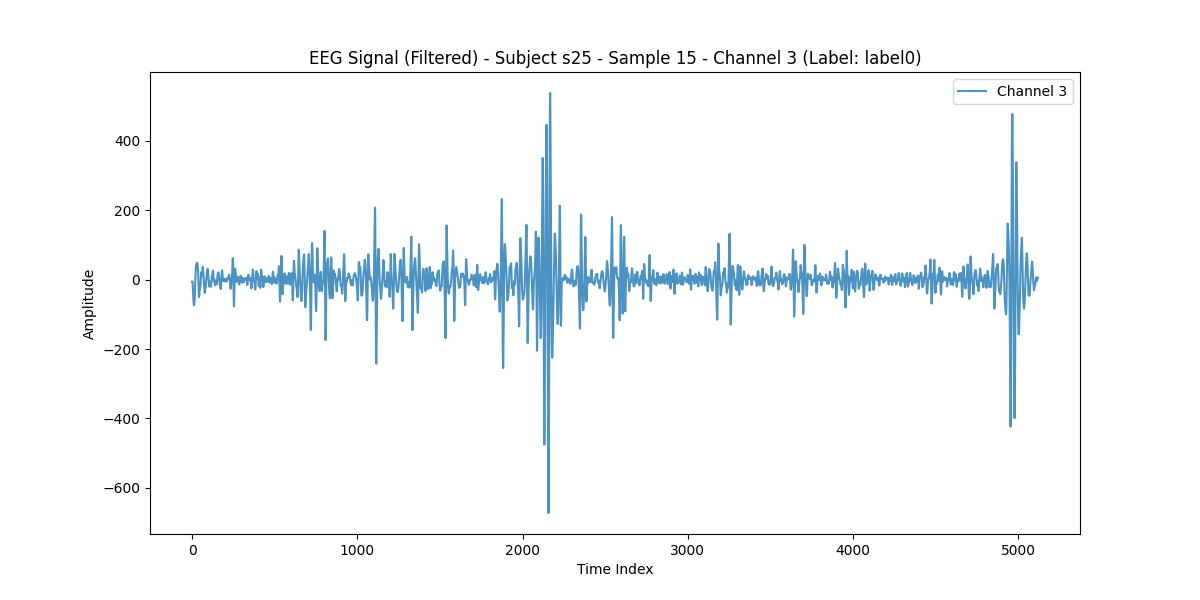 EEG Signal (Filtered) - Subject s25 - Sample 15 - Channel 3 (Label: label0)
Channel 3
400
200
0
−200
−400
−600
Amplitude
0 1000 2000 3000 4000 5000
Time Index